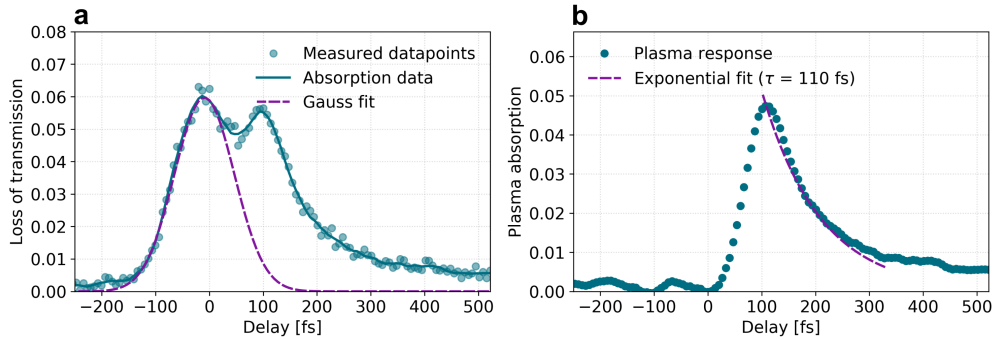 a
0.08
0.07
0.06
0.05
0.04
0.03
0.02
0.01
0.00
Loss of transmission
Measured datapoints
Absorption data
Gauss fit
−200 −100 0 100 200 300 400 500
Delay [fs]
b
0.06
0.05
0.04
0.03
0.02
0.01
0.00
Plasma absorption
Plasma response
Exponential fit (τ = 110 fs)
−200 −100 0 100 200 300 400 500
Delay [fs]